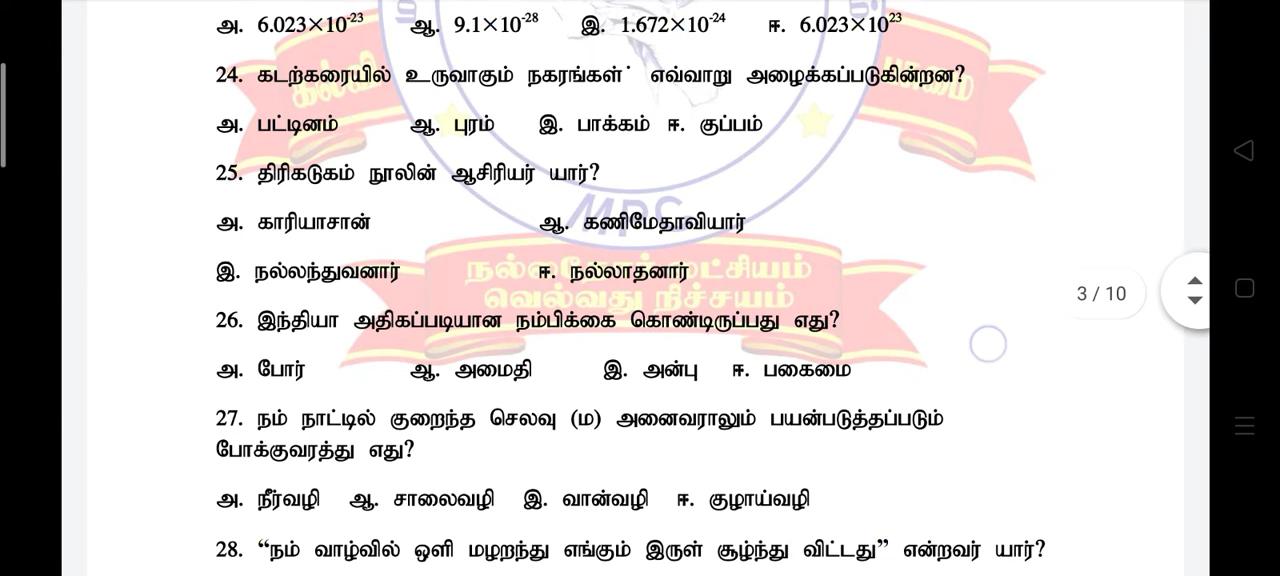 அ. 6.023×10⁻²³ ஆ. 9.1×10⁻²⁸ இ. 1.672×10⁻²⁴ ஈ. 6.023×10²³
24. கடற்கரையில் உருவாகும் நகரங்கள் எவ்வாறு அழைக்கப்படுகின்றன?
அ. பட்டினம் ஆ. புரம் இ. பாக்கம் ஈ. குப்பம்
25. திரிகடுகம் நூலின் ஆசிரியர் யார்?
MPC
அ. காரியாசான் ஆ. கணிமேதாவியார்
இ. நல்லந்துவனார் ஈ. நல்லாதனார்
வெல்வது நிச்சயம்
3 / 10
26. இந்தியா அதிகப்படியான நம்பிக்கை கொண்டிருப்பது எது?
அ. போர் ஆ. அமைதி இ. அன்பு ஈ. பகைமை
27. நம் நாட்டில் குறைந்த செலவு (ம) அனைவராலும் பயன்படுத்தப்படும்
போக்குவரத்து எது?
அ. நீர்வழி ஆ. சாலைவழி இ. வான்வழி ஈ. குழாய்வழி
28. “நம் வாழ்வில் ஒளி மழறந்து எங்கும் இருள் சூழ்ந்து விட்டது” என்றவர் யார்?